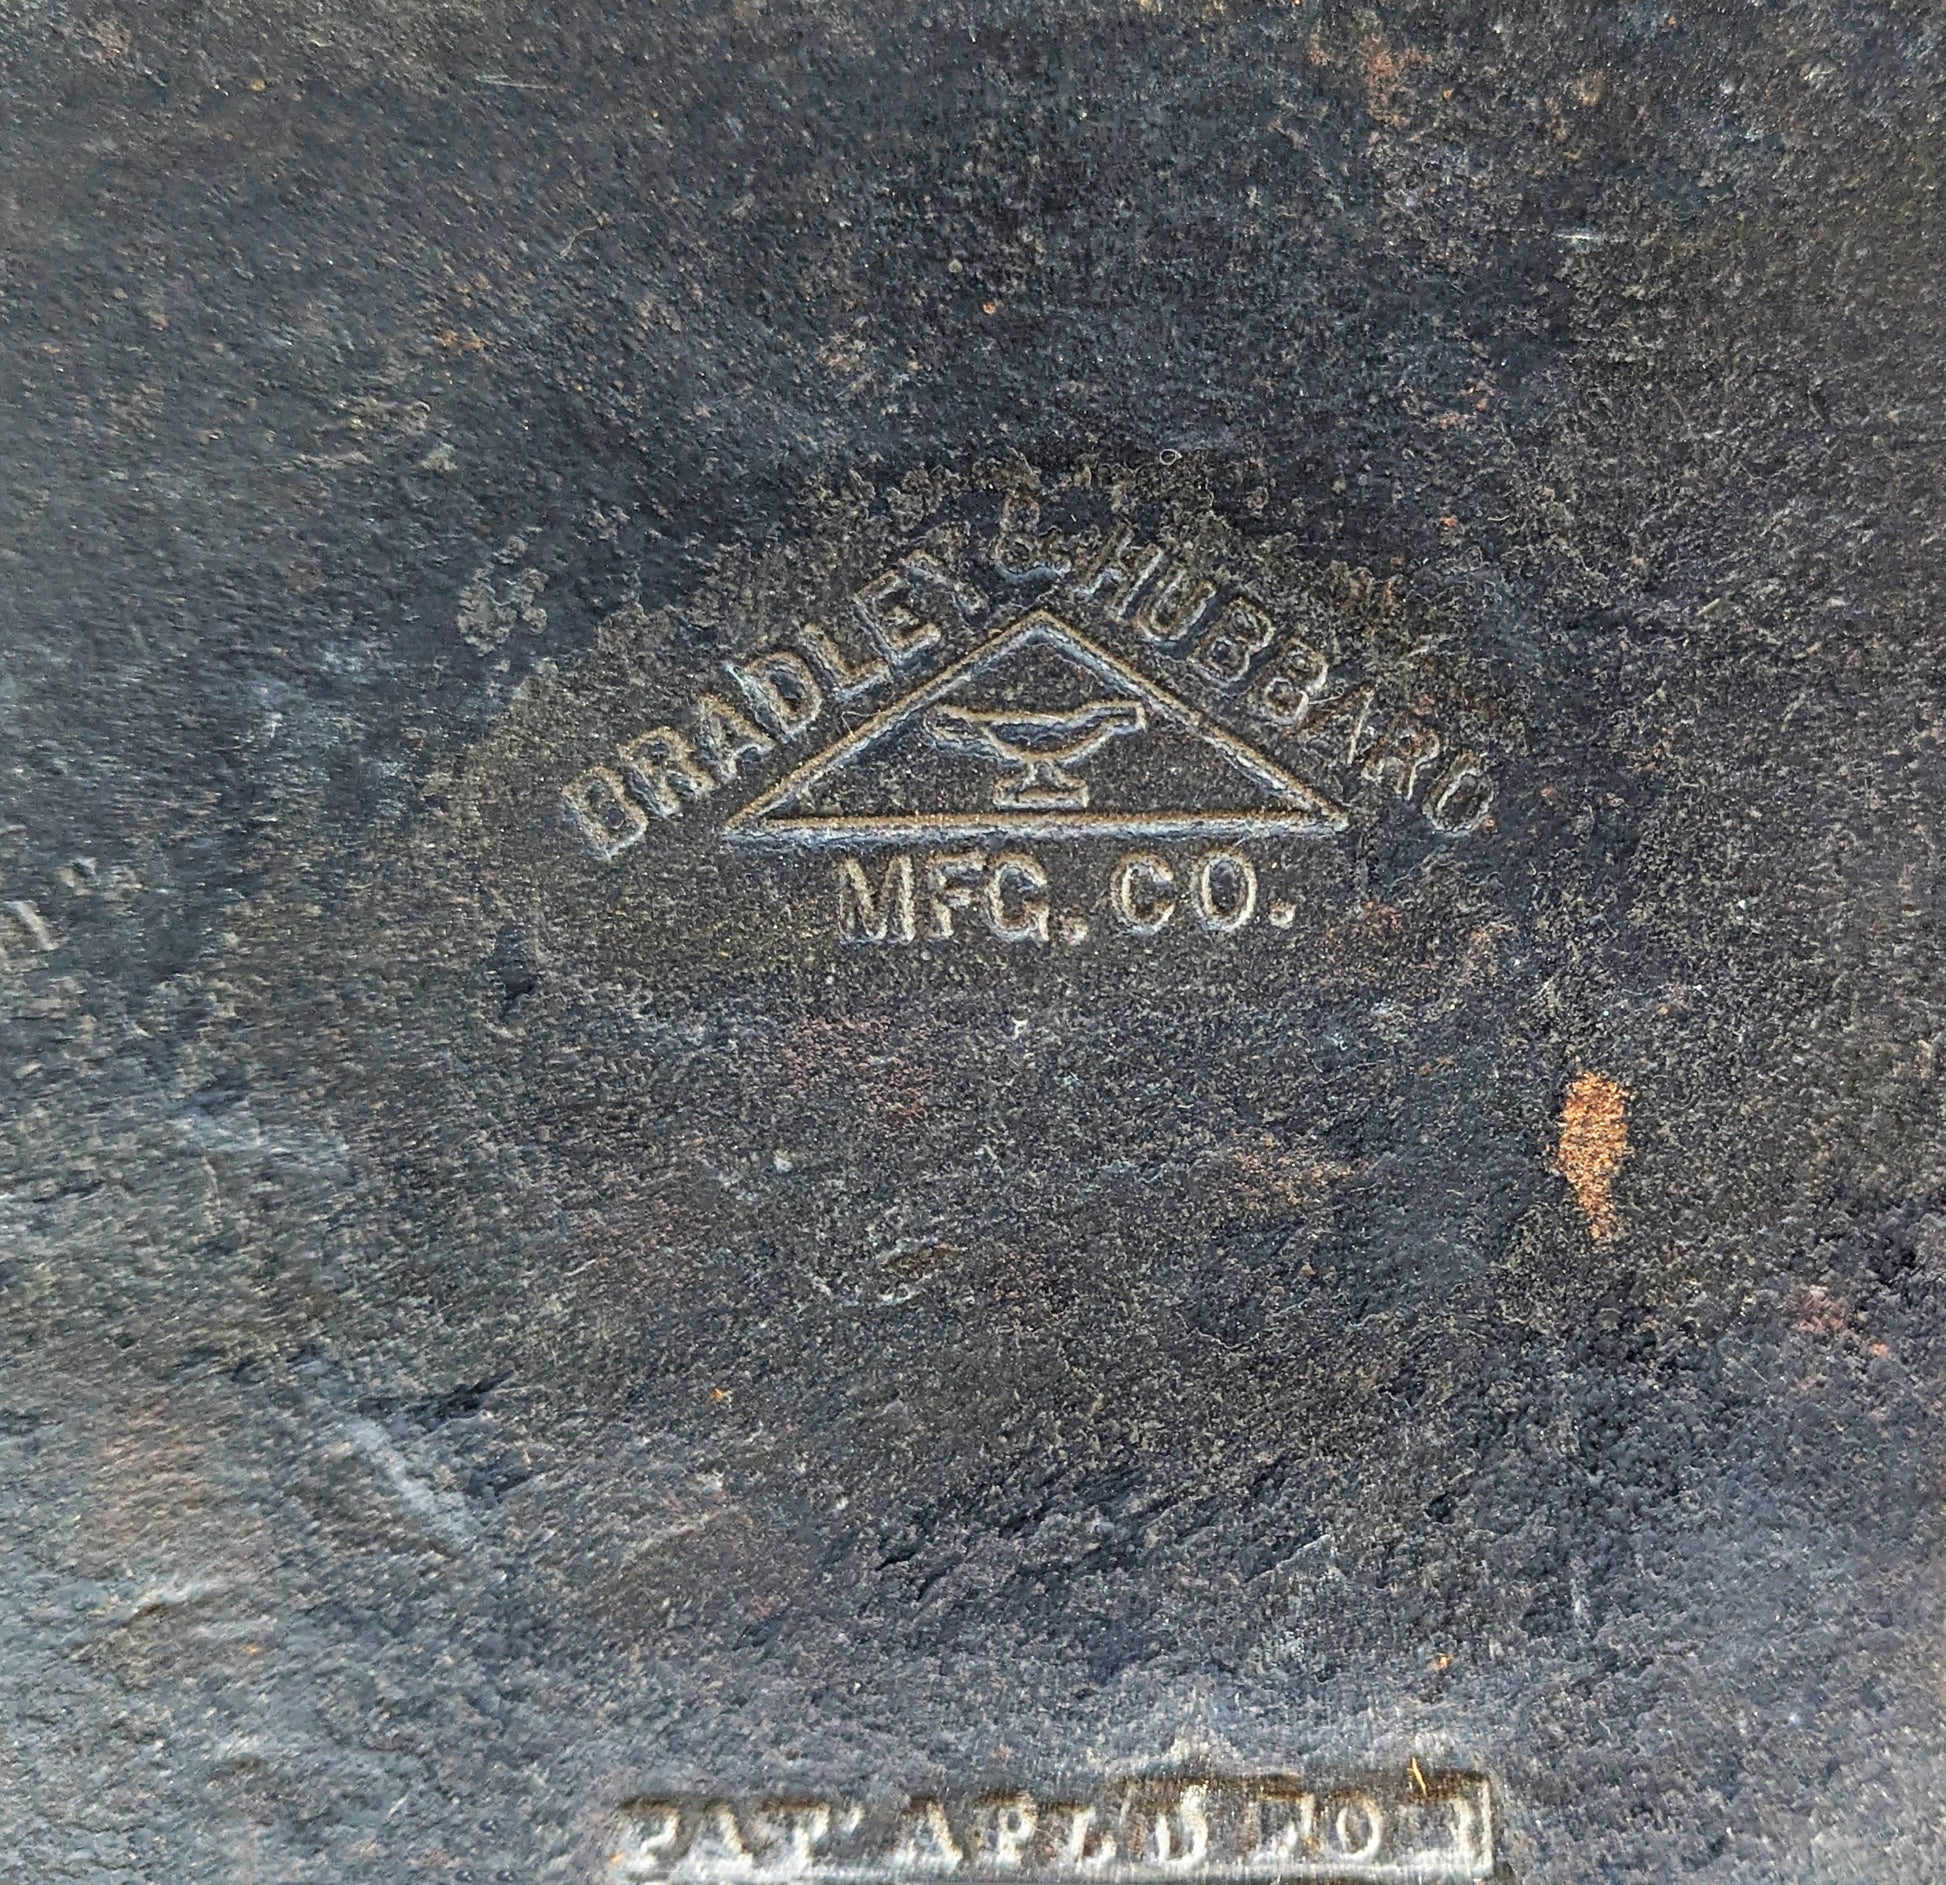 BRADLEY & HUBBARD
MFG. CO.
PAT APLD FOR